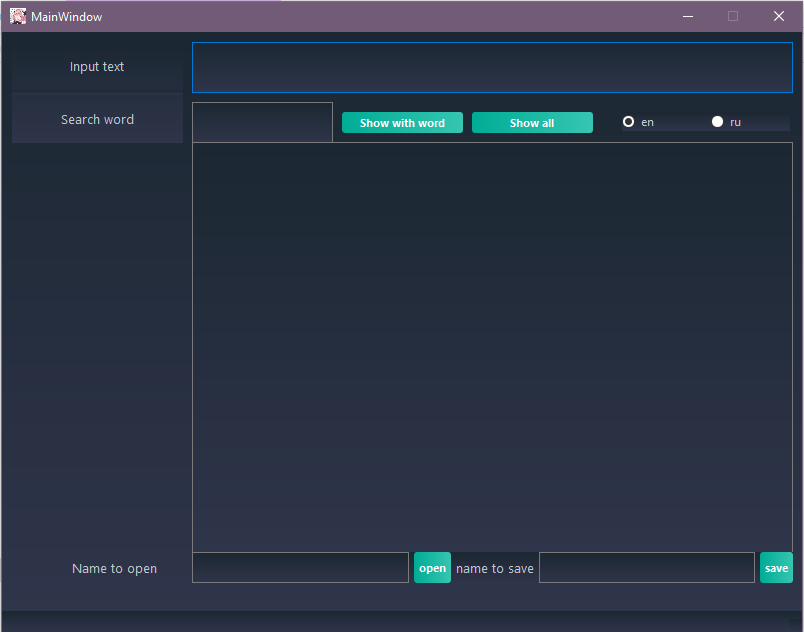 MainWindow
Input text
Search word
Show with word
Show all
en
ru
Name to open
open
name to save
save